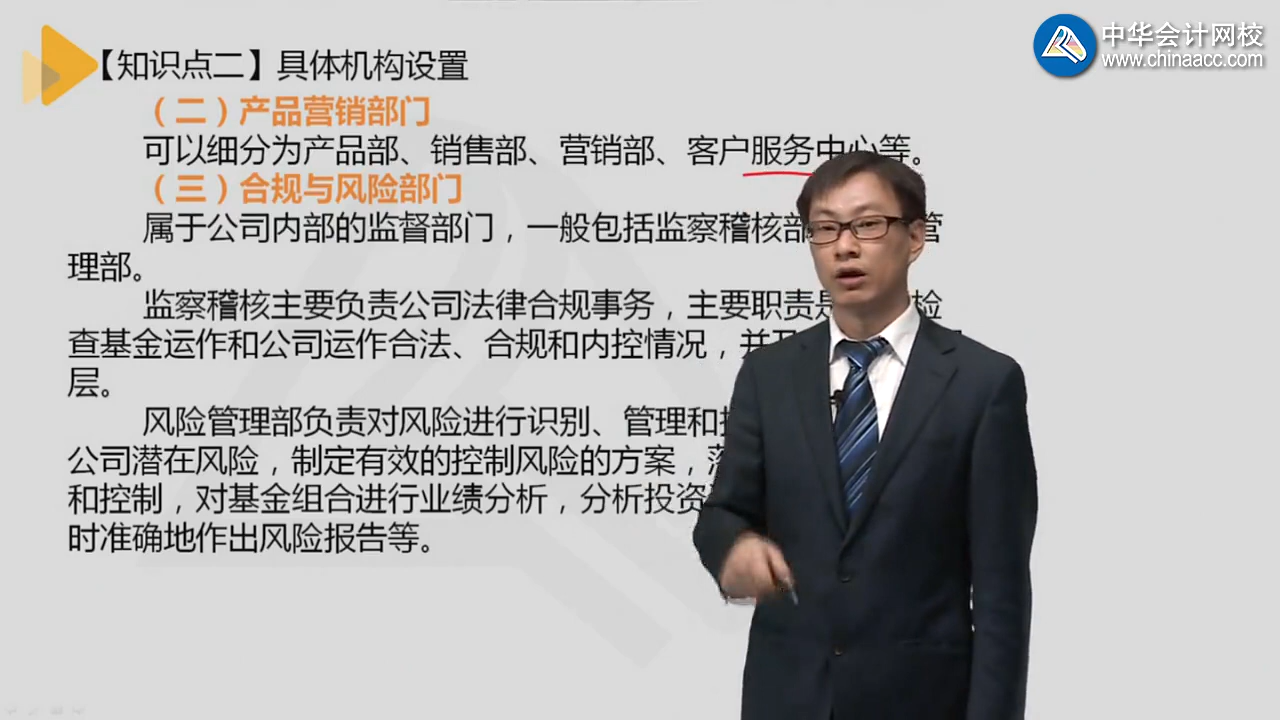 中华会计网校
www.chinaacc.com
【知识点二】具体机构设置
（二）产品营销部门
可以细分为产品部、销售部、营销部、客户服务中心等。
（三）合规与风险部门
属于公司内部的监督部门，一般包括监察稽核部 管
理部。
监察稽核主要负责公司法律合规事务，主要职责是 检
查基金运作和公司运作合法、合规和内控情况，并
层。
风险管理部负责对风险进行识别、管理和
公司潜在风险，制定有效的控制风险的方案，
和控制，对基金组合进行业绩分析，分析投资
时准确地作出风险报告等。